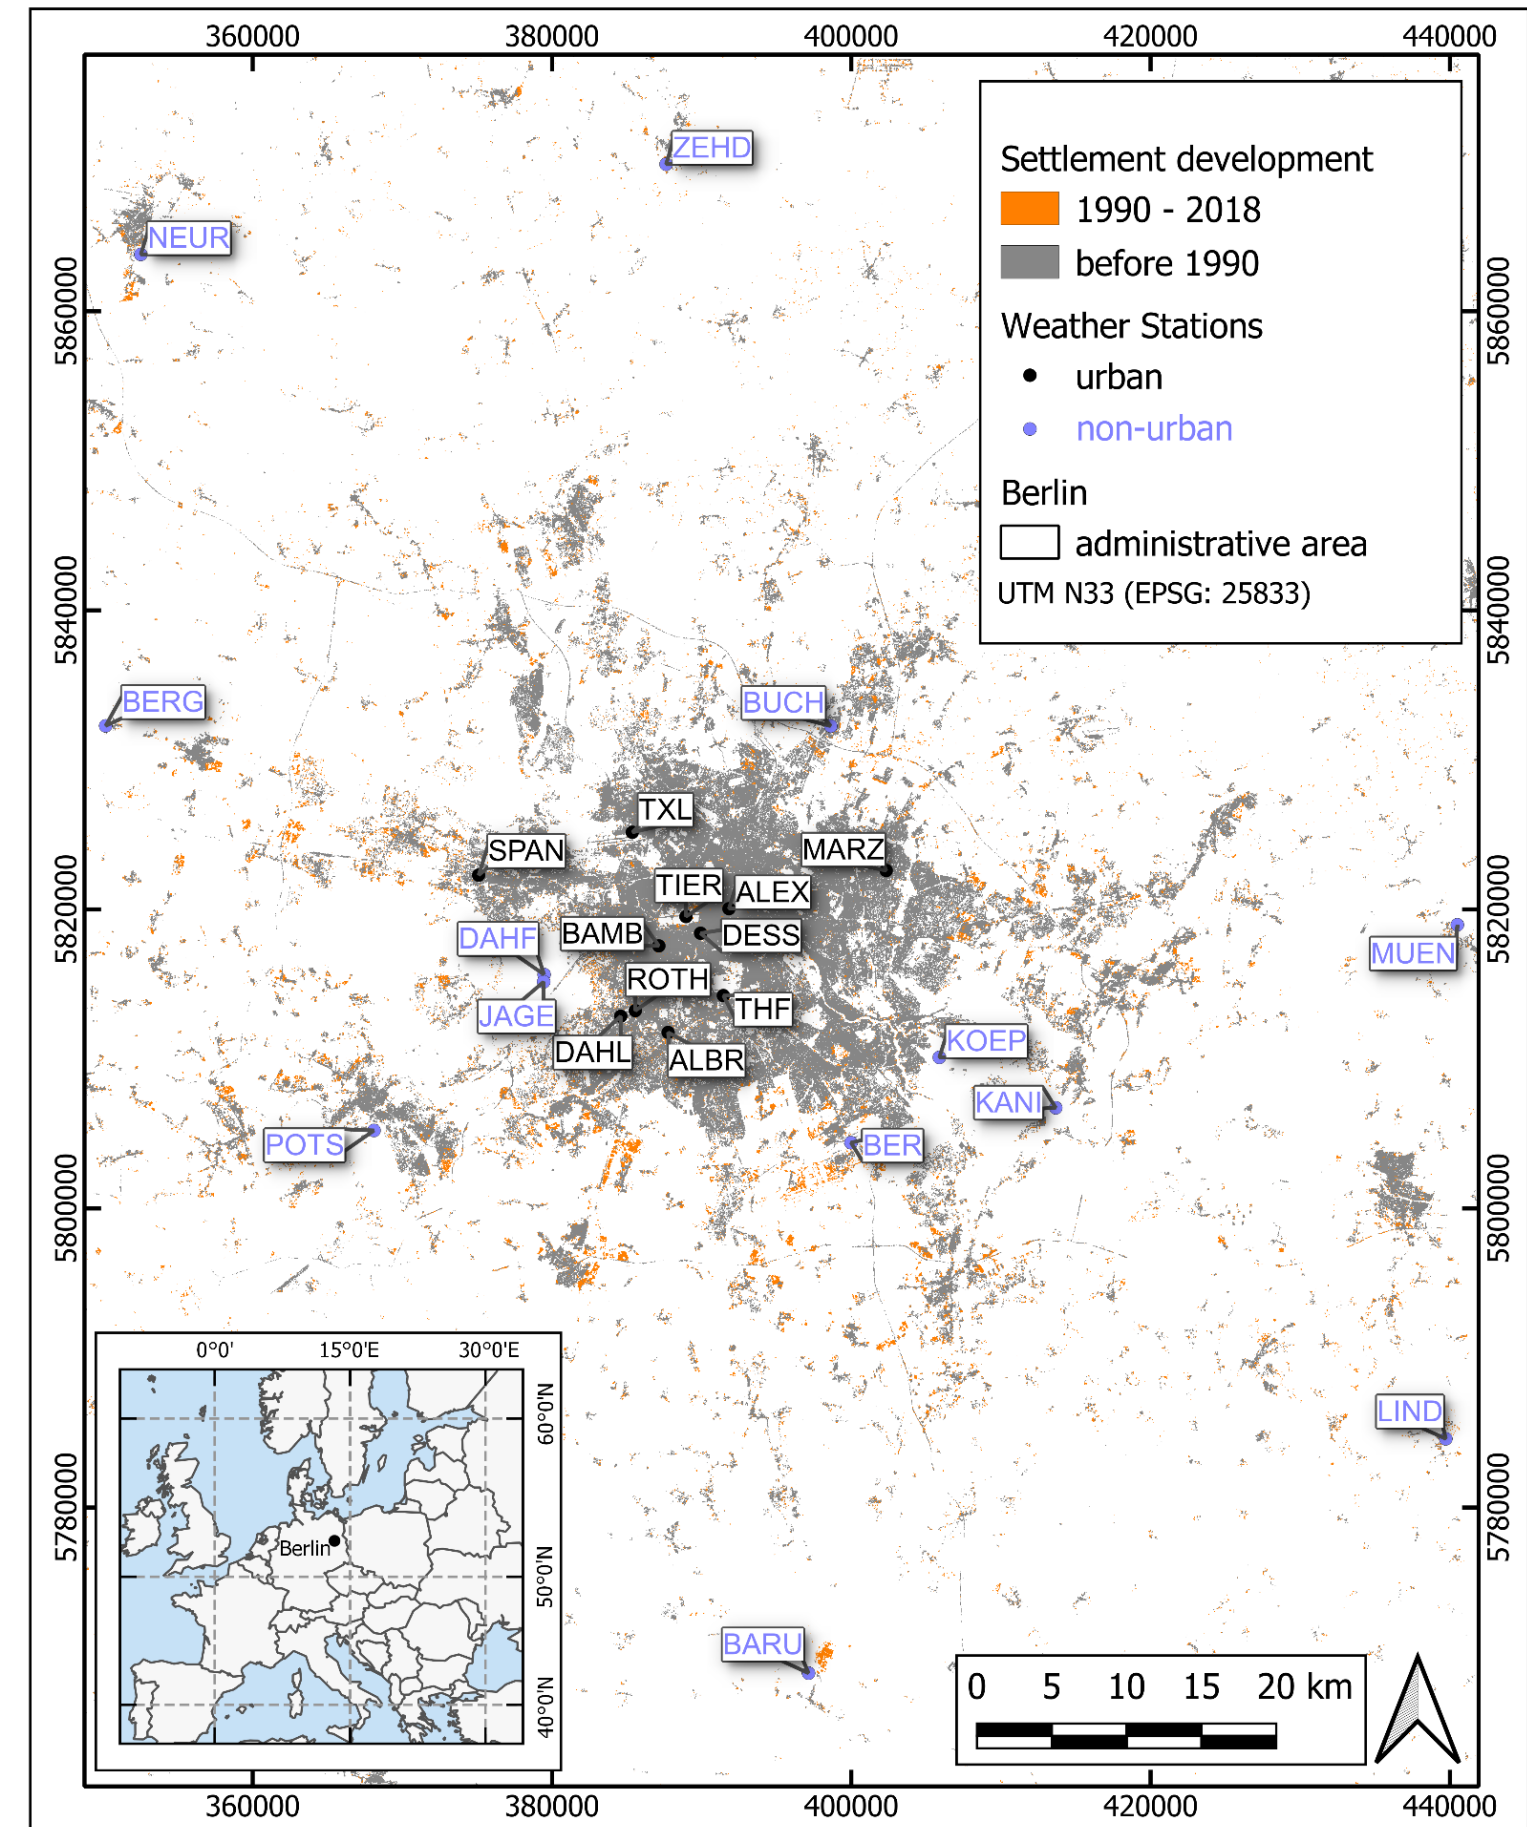 360000 380000 400000 420000 440000
ZEHD
NEUR
Settlement development
1990 - 2018
before 1990
Weather Stations
urban
non-urban
Berlin
administrative area
UTM N33 (EPSG: 25833)
5860000
5860000
5840000
5840000
BERG
BUCH
TXL
SPAN
MARZ
TIER
ALEX
5820000
5820000
DAHF
BAMB
DESS
MUEN
ROTH
JAGE
THF
DAHL
ALBR
KOEP
KANI
POTS
BER
5800000
5800000
0°0' 15°0'E 30°0'E
60°0'N
50°0'N
40°0'N
Berlin
LIND
5780000
5780000
BARU
0 5 10 15 20 km
360000 380000 400000 420000 440000